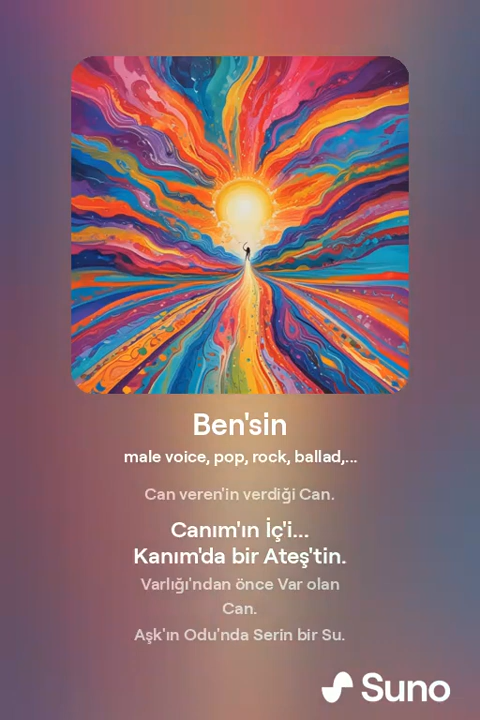 Ben'sin
male voice, pop, rock, ballad,...
Can veren'in verdiği Can.
Canım'ın İç'i...
Kanım'da bir Ateş'tin.
Varlığı'ndan önce Var olan
Can.
Aşk'ın Odu'nda Serin bir Su.
Suno